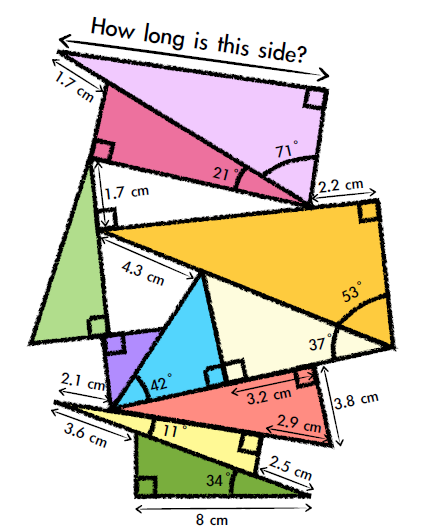 How long is this side?
1.7 cm
71°
21°
2.2 cm
1.7 cm
4.3 cm
53°
37°
2.1 cm
42°
3.2 cm
3.8 cm
2.9 cm
3.6 cm
11°
2.5 cm
34°
8 cm